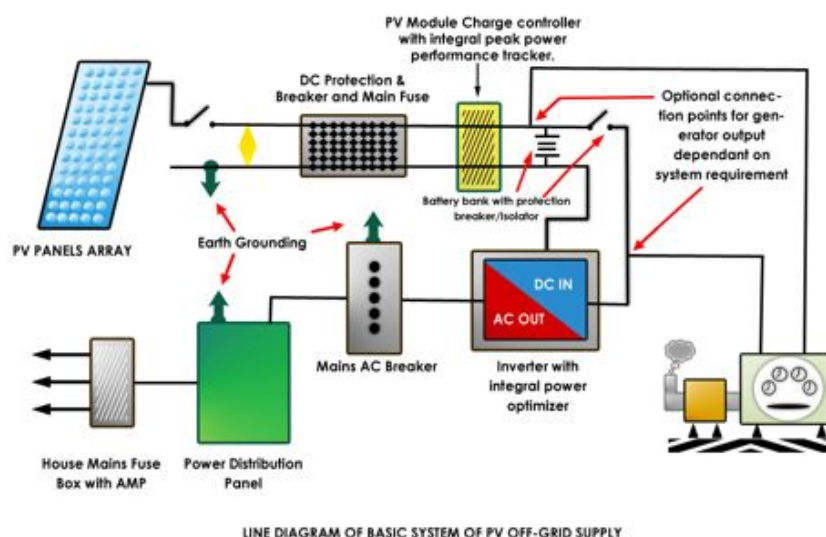 PV Module Charge controller
with integral peak power
performance tracker.
DC Protection &
Breaker and Main Fuse
Optional connec-
tion points for gen-
erator output
dependant on
system requirement
Battery bank with protection
breaker/Isolator
PV PANELS ARRAY
Earth Grounding
DC IN
AC OUT
Mains AC Breaker
Inverter with
integral power
optimizer
House Mains Fuse
Box with AMP
Power Distribution
Panel
LINE DIAGRAM OF BASIC SYSTEM OF PV OFF-GRID SUPPLY